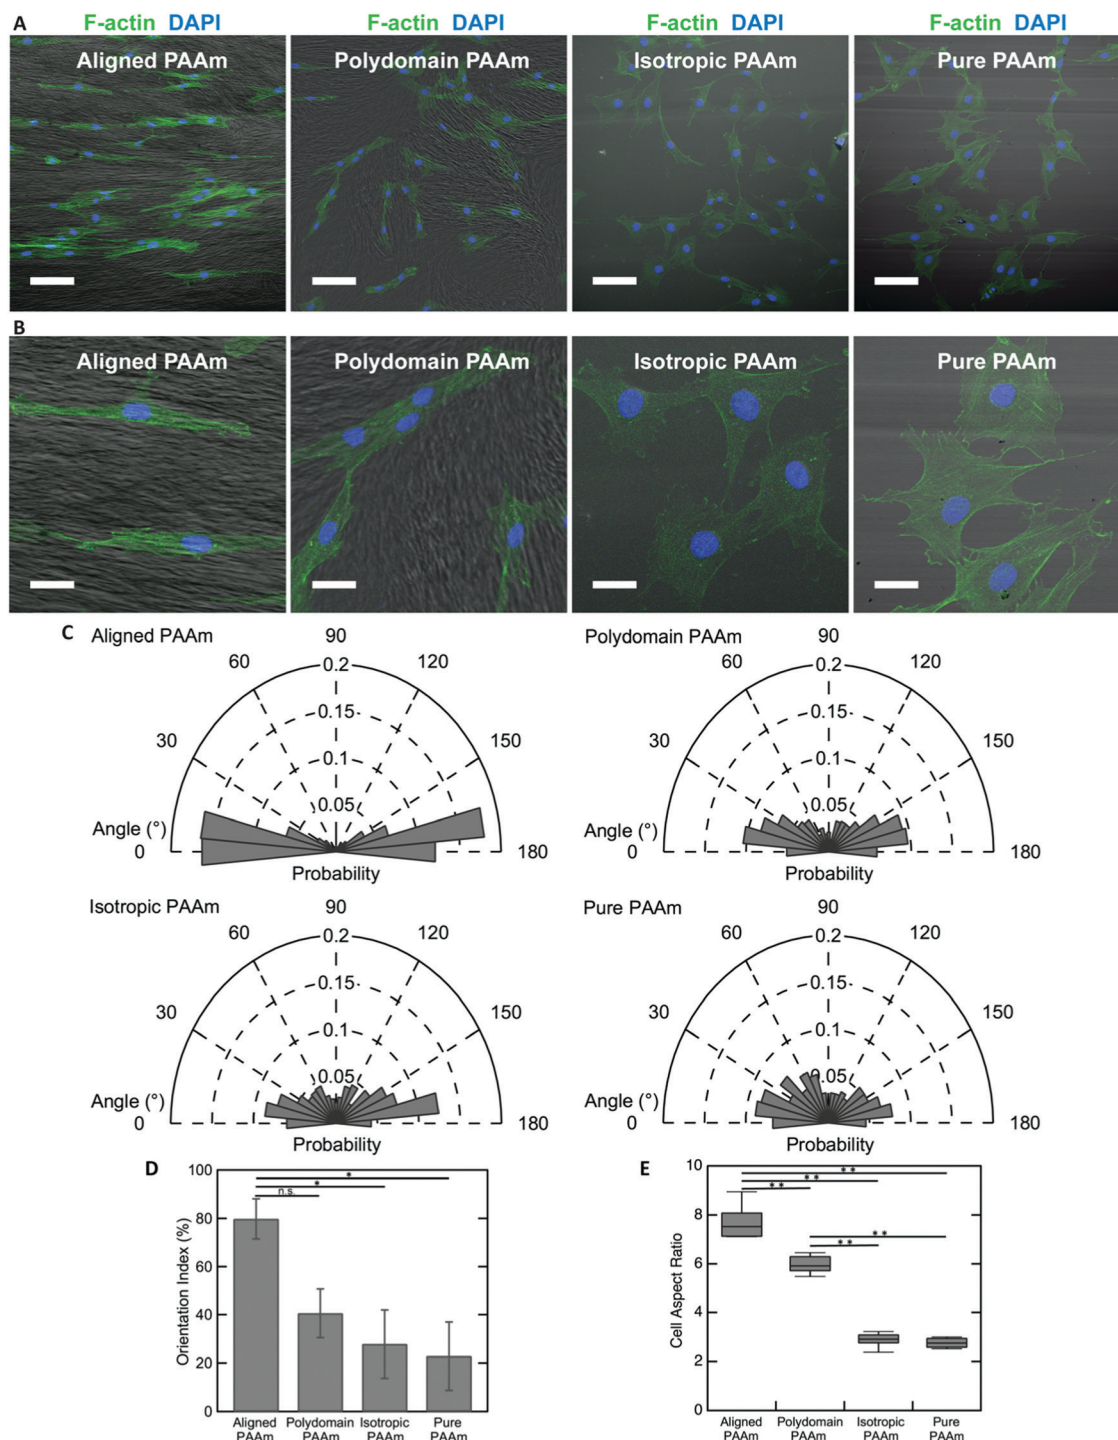 A
F-actin DAPI
F-actin DAPI
F-actin DAPI
F-actin DAPI
Aligned PAAm
Polydomain PAAm
Isotropic PAAm
Pure PAAm
B
Aligned PAAm
Polydomain PAAm
Isotropic PAAm
Pure PAAm
C
Aligned PAAm
90
60
120
0.2
0.15
30
150
0.1
0.05
Angle (°)
0
180
Probability
Polydomain PAAm
90
60
120
0.2
0.15
30
150
0.1
0.05
Angle (°)
0
180
Probability
Isotropic PAAm
90
60
120
0.2
0.15
30
150
0.1
0.05
Angle (°)
0
180
Probability
Pure PAAm
90
60
120
0.2
0.15
30
150
0.1
0.05
Angle (°)
0
180
Probability
D
Orientation Index (%)
100
80
60
40
20
0
*
*
n.s.
Aligned
PAAm
Polydomain
PAAm
Isotropic
PAAm
Pure
PAAm
E
Cell Aspect Ratio
10
8
6
4
2
0
**
**
**
**
**
Aligned
PAAm
Polydomain
PAAm
Isotropic
PAAm
Pure
PAAm